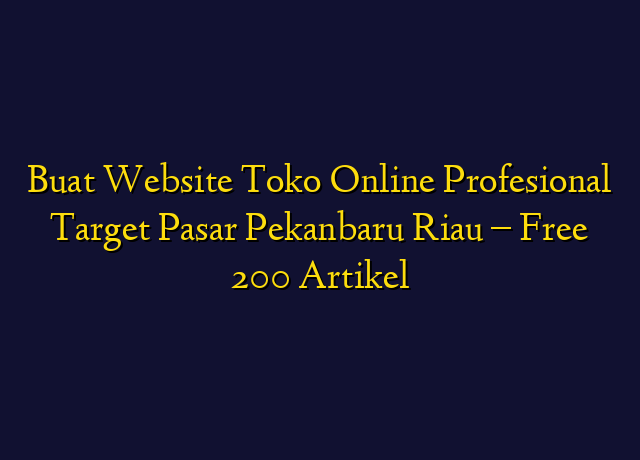 Buat Website Toko Online Profesional
Target Pasar Pekanbaru Riau – Free
200 Artikel